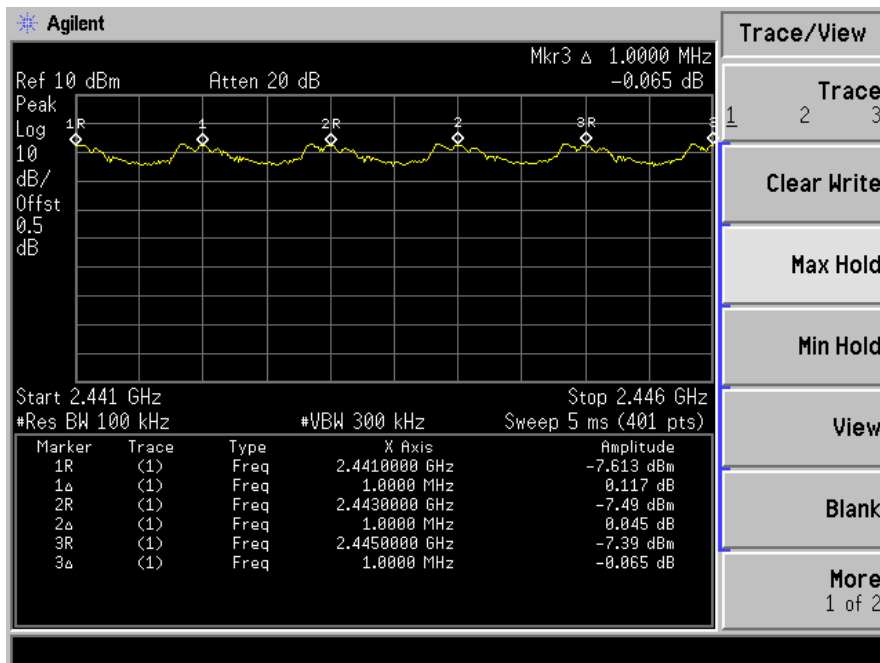 Agilent
Trace/View
Mkr3 Δ 1.0000 MHz
Ref 10 dBm Atten 20 dB -0.065 dB
Peak
Log
10
dB/
Offst
0.5
dB
1R 1 2R 2 3R 3
Start 2.441 GHz Stop 2.446 GHz
#Res BW 100 kHz #VBW 300 kHz Sweep 5 ms (401 pts)
Marker Trace Type X Axis Amplitude
1R (1) Freq 2.4410000 GHz -7.613 dBm
1Δ (1) Freq 1.0000 MHz 0.117 dB
2R (1) Freq 2.4430000 GHz -7.49 dBm
2Δ (1) Freq 1.0000 MHz 0.045 dB
3R (1) Freq 2.4450000 GHz -7.39 dBm
3Δ (1) Freq 1.0000 MHz -0.065 dB
Trace
1 2 3
Clear Write
Max Hold
Min Hold
View
Blank
More
1 of 2